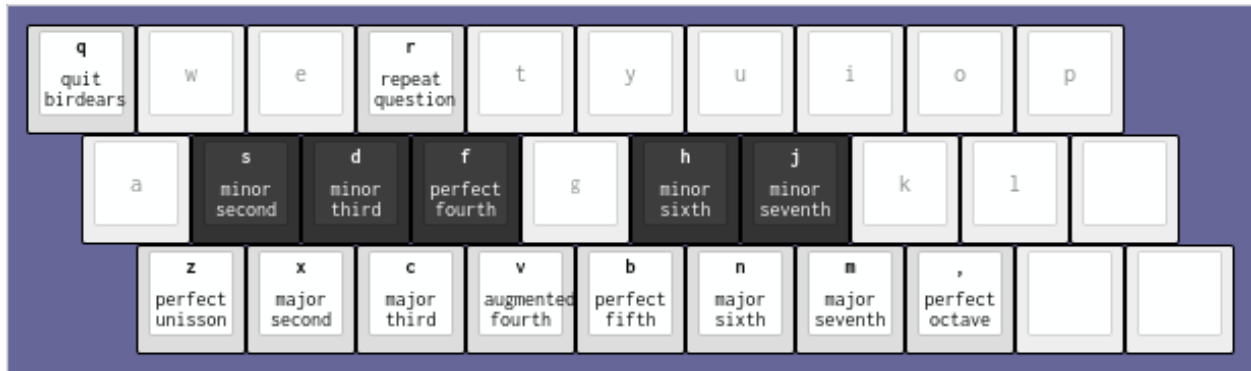 q w e r t y u i o p
quit repeat
birdears question
a s d f g h j k l
minor minor perfect minor minor
second third fourth sixth seventh
z x c v b n m ,
perfect major major augmented perfect major major perfect
unisson second third fourth fifth sixth seventh octave